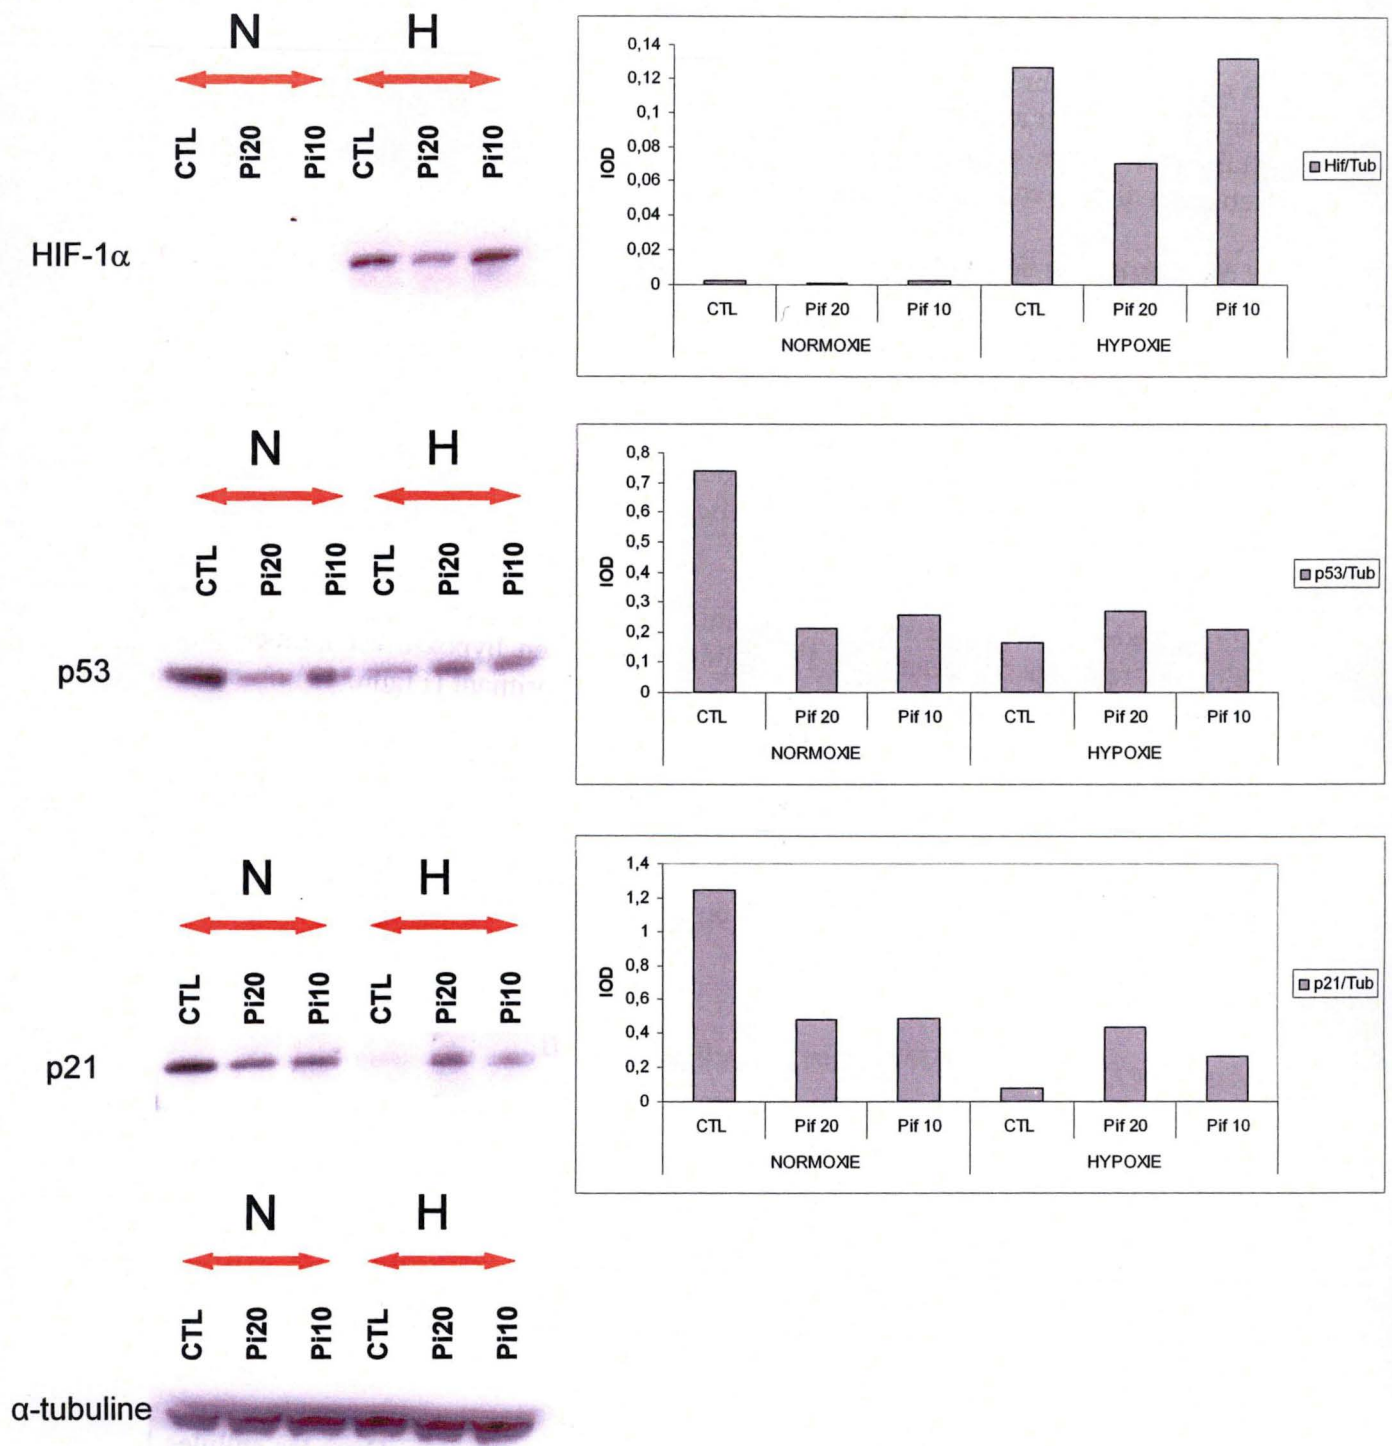 N H
CTL Pi20 Pi10 CTL Pi20 Pi10
HIF-1α
0,14
0,12
0,1
0,08
0,06
0,04
0,02
0
IOD
CTL Pif 20 Pif 10 CTL Pif 20 Pif 10
NORMOXIE HYPOXIE
Hif/Tub
N H
CTL Pi20 Pi10 CTL Pi20 Pi10
p53
0,8
0,7
0,6
0,5
0,4
0,3
0,2
0,1
0
IOD
CTL Pif 20 Pif 10 CTL Pif 20 Pif 10
NORMOXIE HYPOXIE
p53/Tub
N H
CTL Pi20 Pi10 CTL Pi20 Pi10
p21
1,4
1,2
1
0,8
0,6
0,4
0,2
0
IOD
CTL Pif 20 Pif 10 CTL Pif 20 Pif 10
NORMOXIE HYPOXIE
p21/Tub
N H
CTL Pi20 Pi10 CTL Pi20 Pi10
α-tubuline